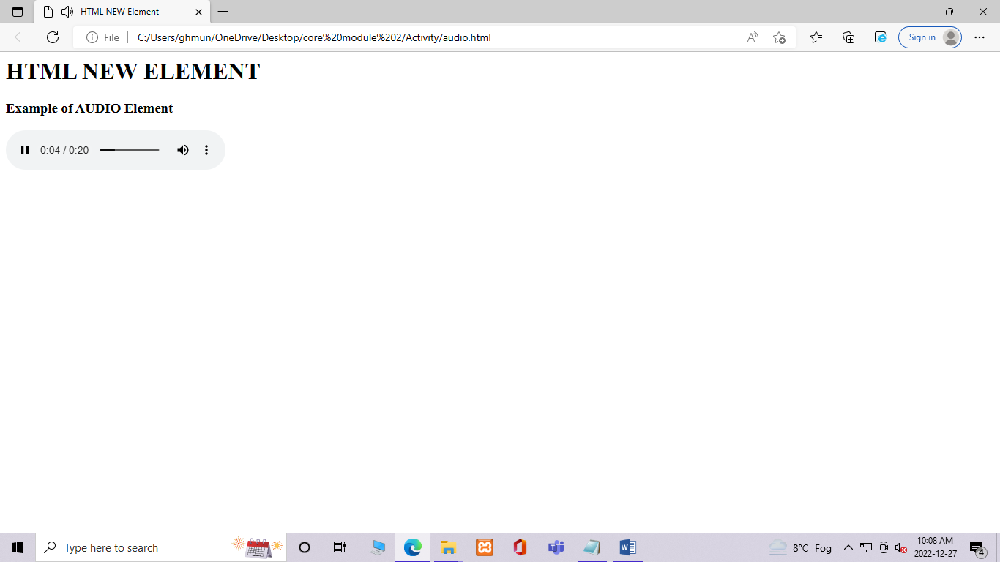 HTML NEW Element
File
C:/Users/ghmun/OneDrive/Desktop/core%20module%202/Activity/audio.html
Sign in
HTML NEW ELEMENT
Example of AUDIO Element
0:04 / 0:20
Type here to search
8°C Fog
10:08 AM
2022-12-27
4